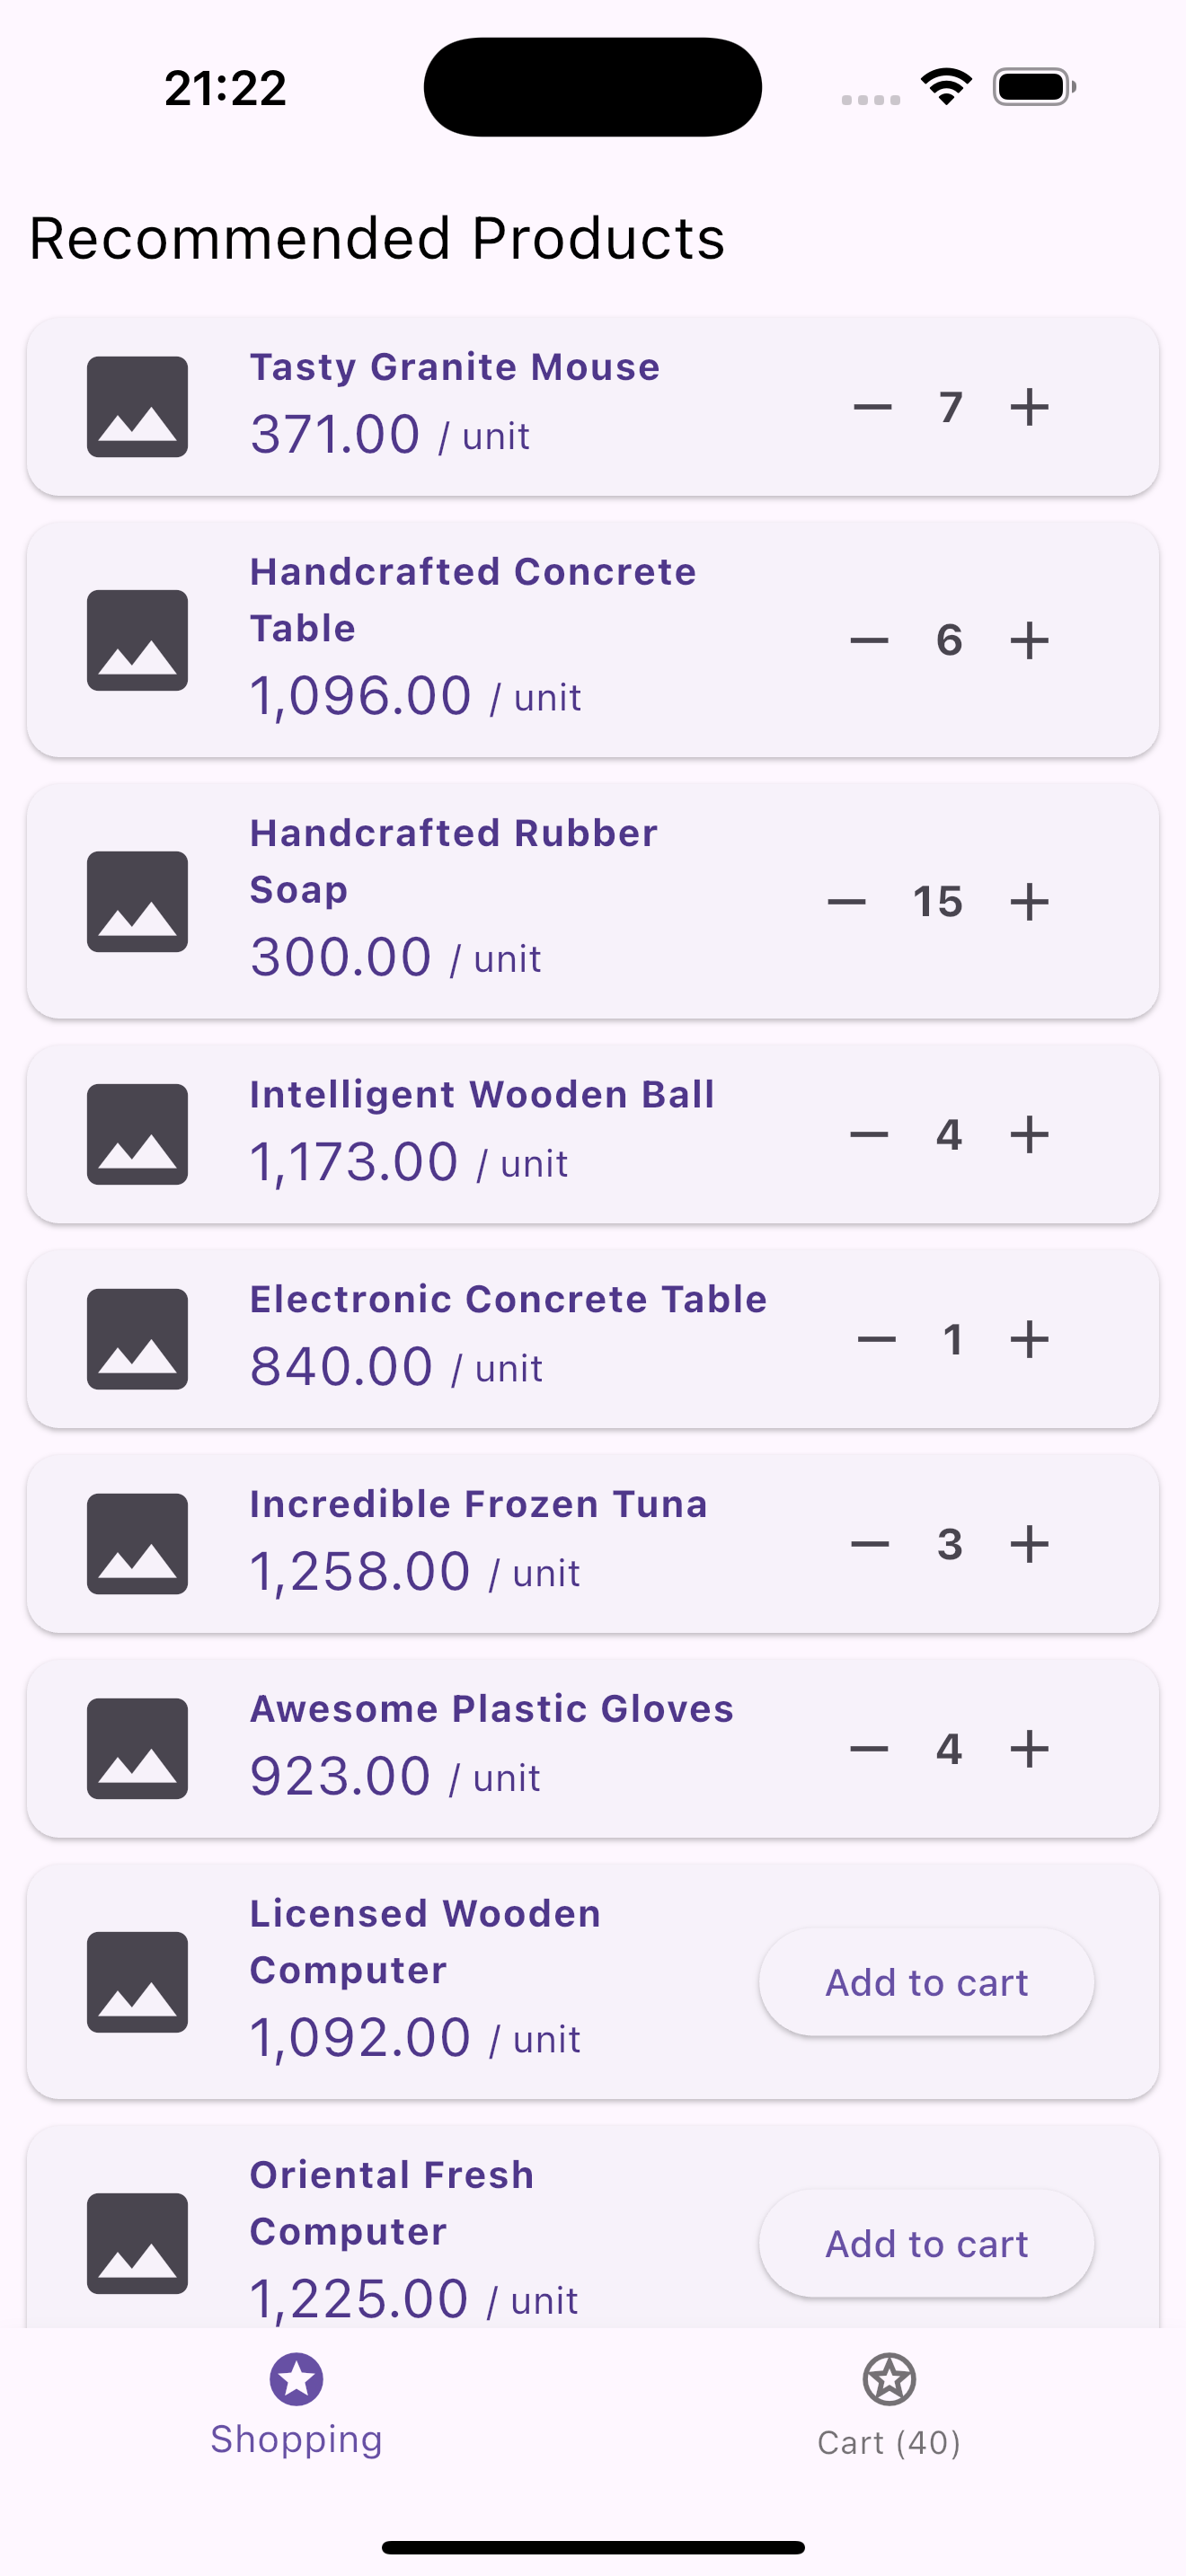 21:22
Recommended Products
Tasty Granite Mouse
371.00 / unit
7
Handcrafted Concrete
Table
1,096.00 / unit
6
Handcrafted Rubber
Soap
300.00 / unit
15
Intelligent Wooden Ball
1,173.00 / unit
4
Electronic Concrete Table
840.00 / unit
1
Incredible Frozen Tuna
1,258.00 / unit
3
Awesome Plastic Gloves
923.00 / unit
4
Licensed Wooden
Computer
1,092.00 / unit
Add to cart
Oriental Fresh
Computer
1,225.00 / unit
Add to cart
Shopping
Cart (40)